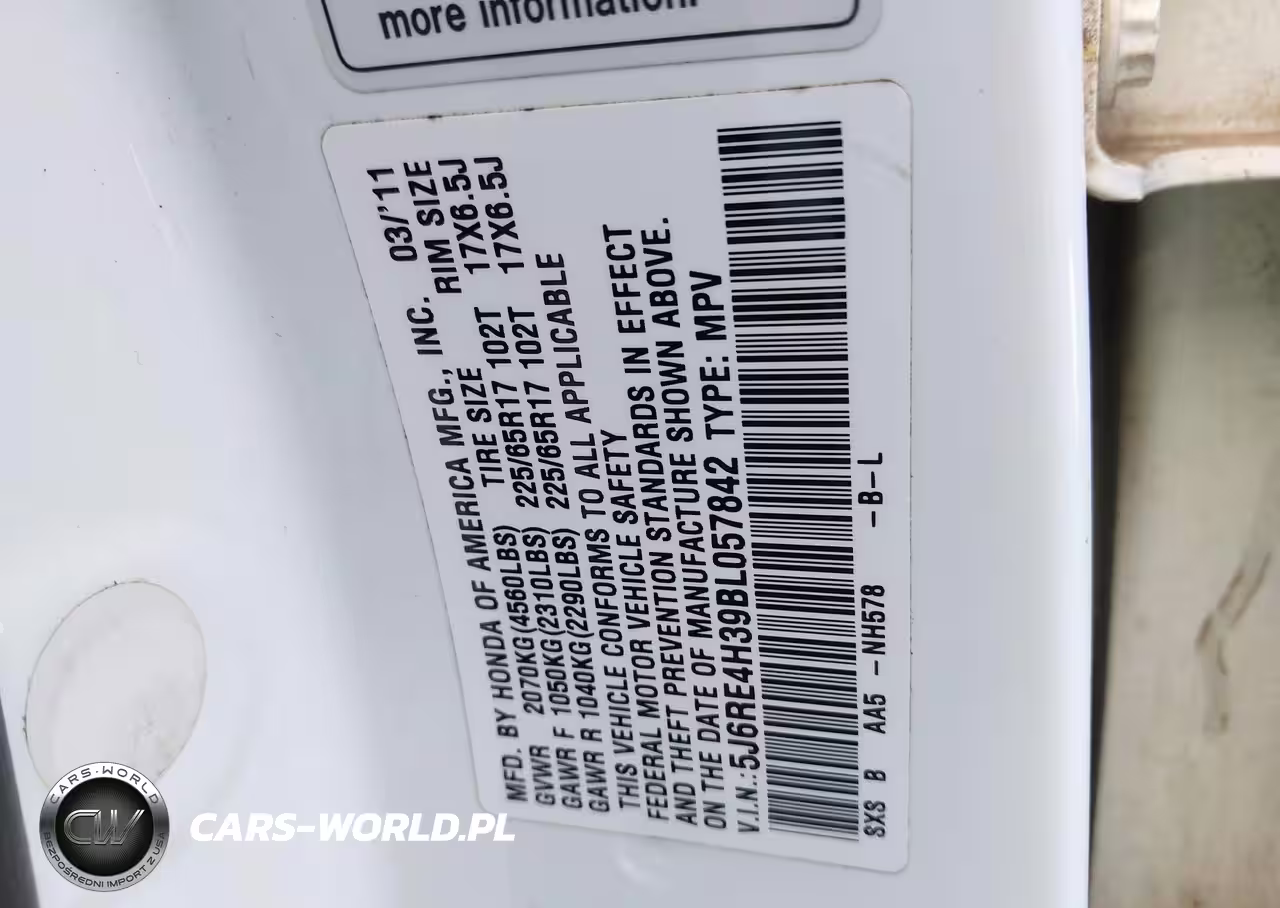 more information.
MFD. BY HONDA OF AMERICA MFG., INC. 03/'11
TIRE SIZE RIM SIZE
GVWR 2070KG(4560LBS)
GAWR F 1050KG(2310LBS) 225/65R17 102T 17X6.5J
GAWR R 1040KG(2290LBS) 225/65R17 102T 17X6.5J
THIS VEHICLE CONFORMS TO ALL APPLICABLE
FEDERAL MOTOR VEHICLE SAFETY
AND THEFT PREVENTION STANDARDS IN EFFECT
ON THE DATE OF MANUFACTURE SHOWN ABOVE.
V.I.N.:5J6RE4H39BL057842 TYPE: MPV
SXS B AA5 -NH578 -B-L
CARS-WORLD
CW
BEZPOŚREDNI IMPORT Z USA
CARS-WORLD.PL